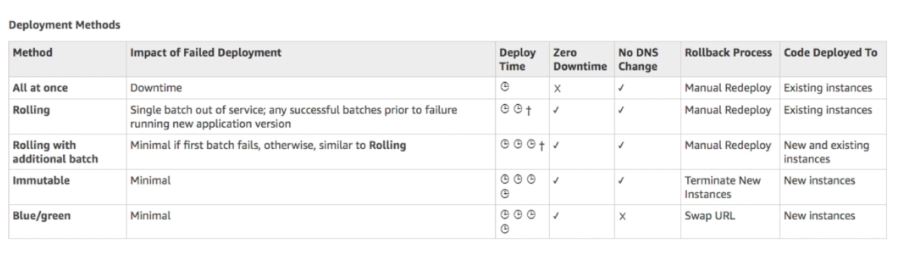 Deployment Methods
Method Impact of Failed Deployment Deploy Time Zero Downtime No DNS Change Rollback Process Code Deployed To
All at once Downtime ◷ X ✓ Manual Redeploy Existing instances
Rolling Single batch out of service; any successful batches prior to failure running new application version ◷ ◷ † ✓ ✓ Manual Redeploy Existing instances
Rolling with additional batch Minimal if first batch fails, otherwise, similar to Rolling ◷ ◷ ◷ † ✓ ✓ Manual Redeploy New and existing instances
Immutable Minimal ◷ ◷ ◷ ◷ ✓ ✓ Terminate New Instances New instances
Blue/green Minimal ◷ ◷ ◷ ◷ ✓ X Swap URL New instances